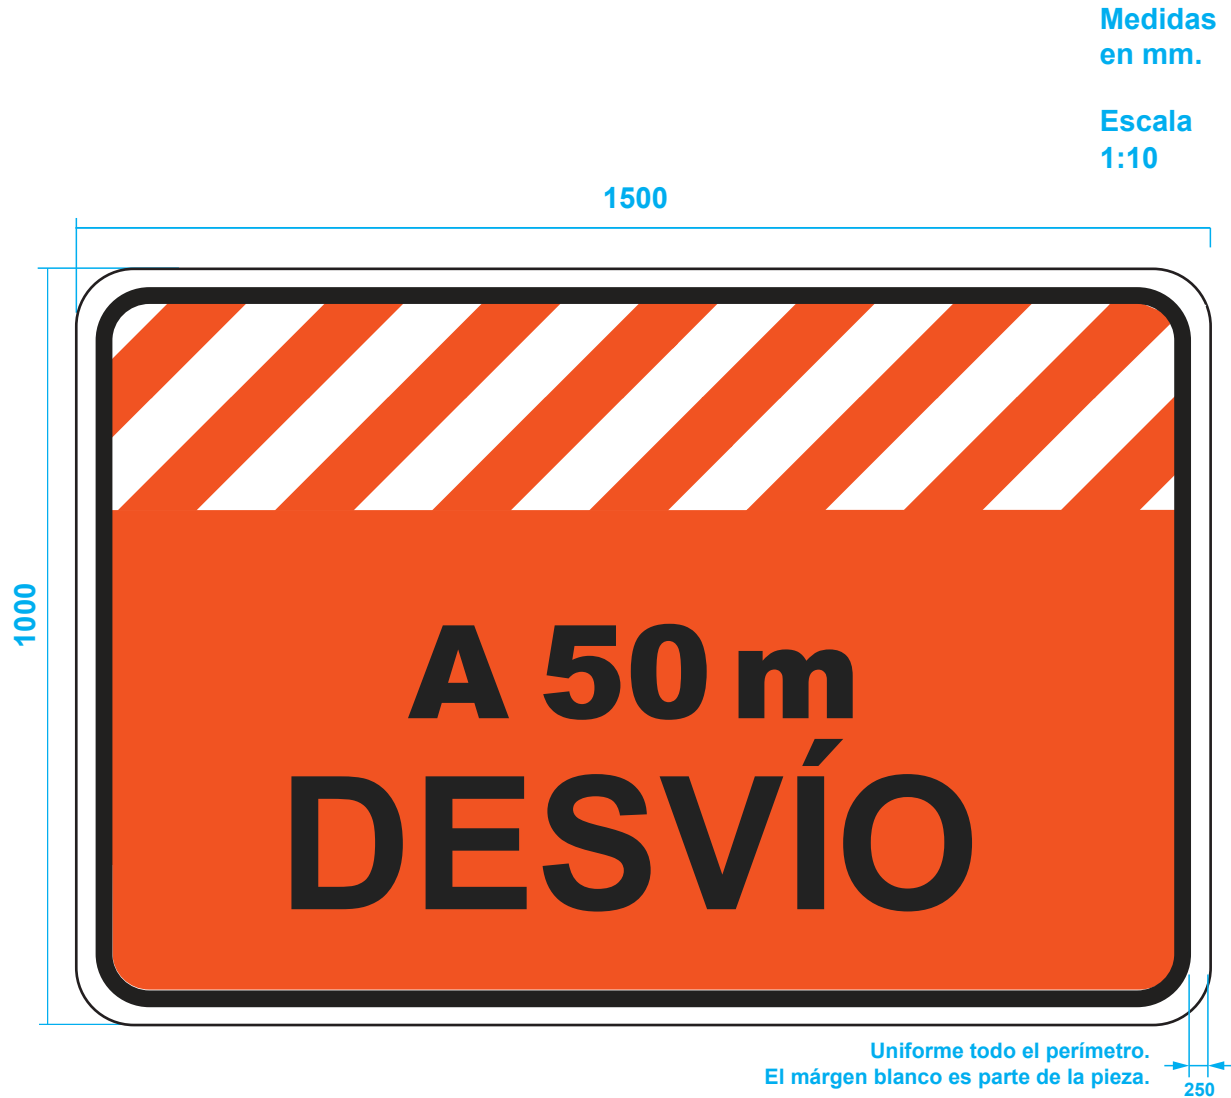 Medidas
en mm.
Escala
1:10
1500
1000
A 50 m
DESVÍO
Uniforme todo el perímetro.
El márgen blanco es parte de la pieza.
250